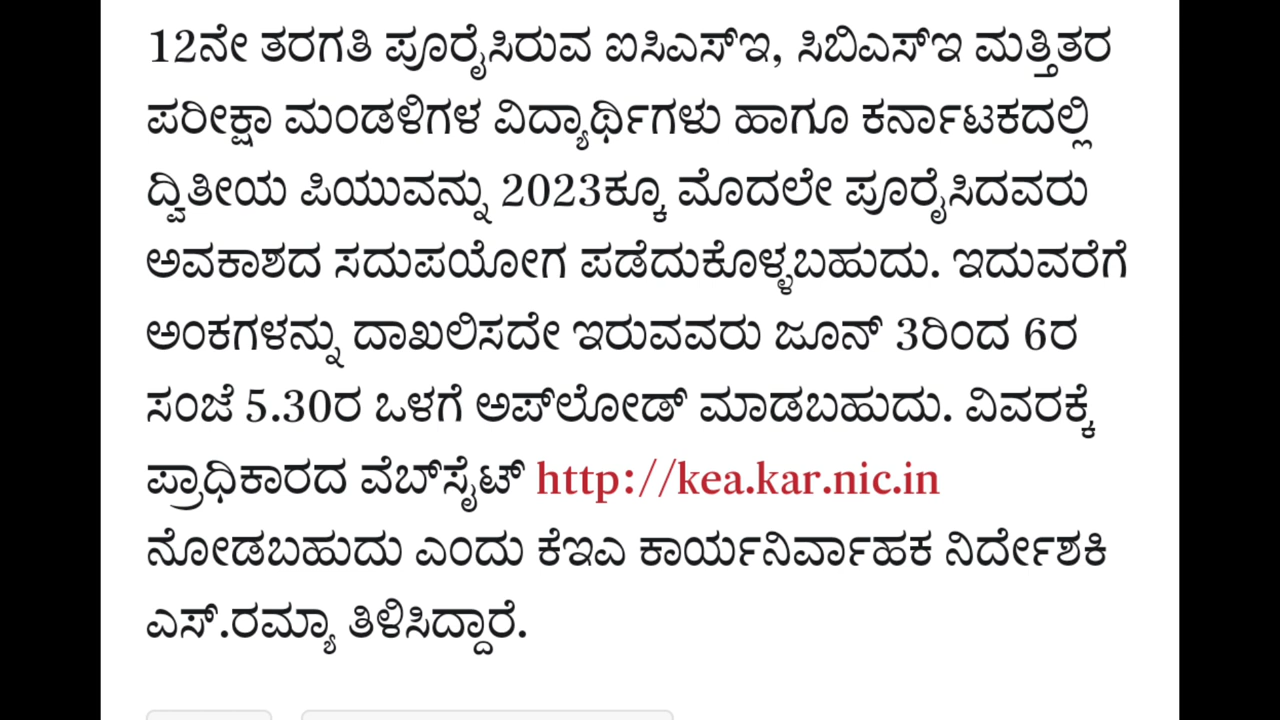 12ನೇ ತರಗತಿ ಪೂರೈಸಿರುವ ಐಸಿಎಸ್‌ಇ, ಸಿಬಿಎಸ್‌ಇ ಮತ್ತಿತರ
ಪರೀಕ್ಷಾ ಮಂಡಳಿಗಳ ವಿದ್ಯಾರ್ಥಿಗಳು ಹಾಗೂ ಕರ್ನಾಟಕದಲ್ಲಿ
ದ್ವಿತೀಯ ಪಿಯುವನ್ನು 2023ಕ್ಕೂ ಮೊದಲೇ ಪೂರೈಸಿದವರು
ಅವಕಾಶದ ಸದುಪಯೋಗ ಪಡೆದುಕೊಳ್ಳಬಹುದು. ಇದುವರೆಗೆ
ಅಂಕಗಳನ್ನು ದಾಖಲಿಸದೇ ಇರುವವರು ಜೂನ್ 3ರಿಂದ 6ರ
ಸಂಜೆ 5.30ರ ಒಳಗೆ ಅಪ್‌ಲೋಡ್ ಮಾಡಬಹುದು. ವಿವರಕ್ಕೆ
ಪ್ರಾಧಿಕಾರದ ವೆಬ್‌ಸೈಟ್ http://kea.kar.nic.in
ನೋಡಬಹುದು ಎಂದು ಕೆಇಎ ಕಾರ್ಯನಿರ್ವಾಹಕ ನಿರ್ದೇಶಕಿ
ಎಸ್.ರಮ್ಯಾ ತಿಳಿಸಿದ್ದಾರೆ.